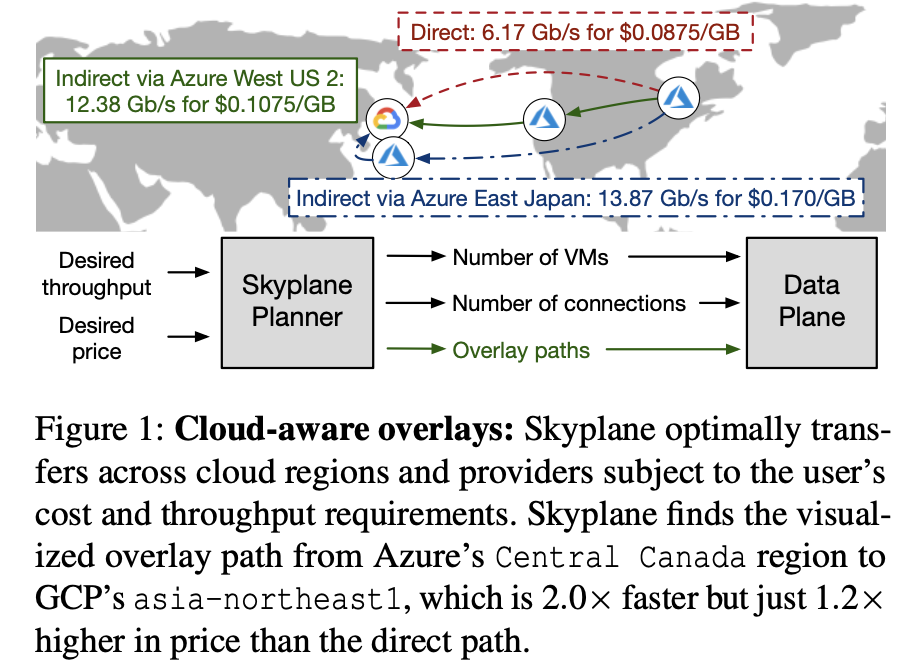 Direct: 6.17 Gb/s for $0.0875/GB
Indirect via Azure West US 2:
12.38 Gb/s for $0.1075/GB
Indirect via Azure East Japan: 13.87 Gb/s for $0.170/GB
Desired
throughput
Desired
price
Skyplane
Planner
Number of VMs
Number of connections
Overlay paths
Data
Plane
Figure 1: Cloud-aware overlays: Skyplane optimally trans-
fers across cloud regions and providers subject to the user’s
cost and throughput requirements. Skyplane finds the visual-
ized overlay path from Azure’s Central Canada region to
GCP’s asia-northeast1, which is 2.0× faster but just 1.2×
higher in price than the direct path.